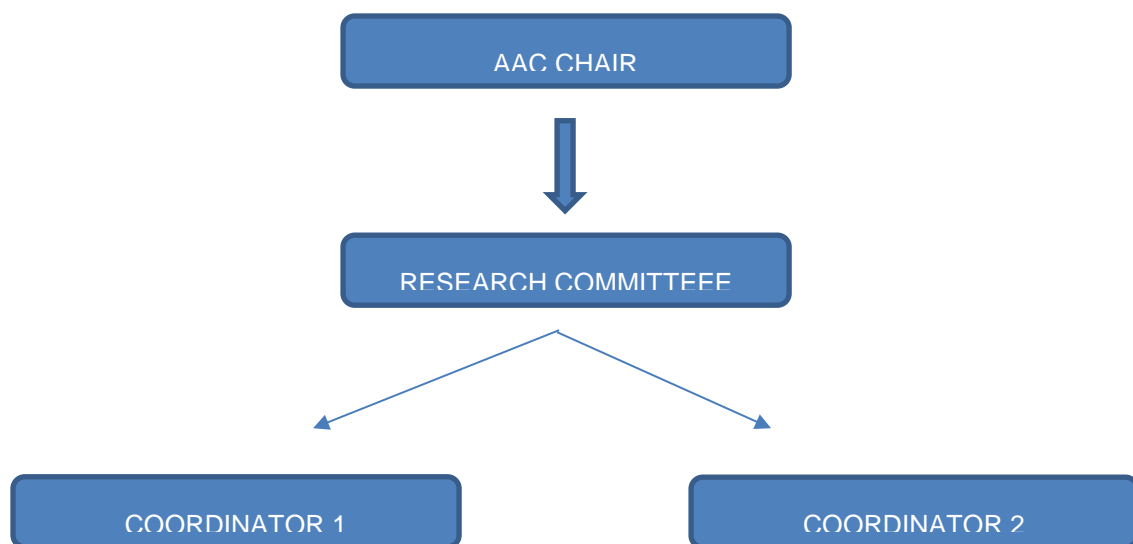 AAC CHAIR
RESEARCH COMMITTEEE
COORDINATOR 1
COORDINATOR 2